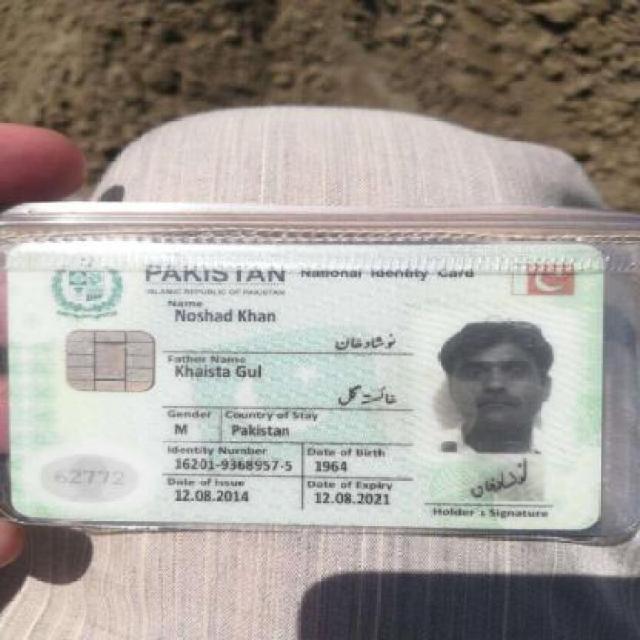 PAKISTAN National Identity Card
ISLAMIC REPUBLIC OF PAKISTAN
Name
Noshad Khan
نوشاد خان
Father Name
Khaista Gul
خائستہ گل
Gender Country of Stay
M Pakistan
Identity Number Date of Birth
16201-9368957-5 1964
Date of Issue Date of Expiry
12.08.2014 12.08.2021
62772
نوشاد خان
Holder's Signature